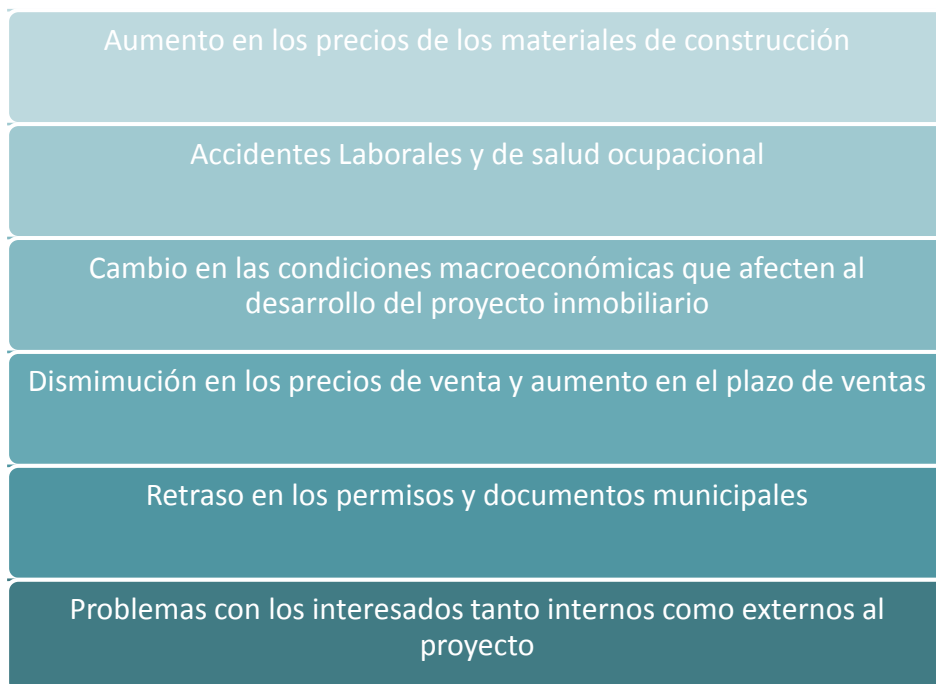 Aumento en los precios de los materiales de construcción
Accidentes Laborales y de salud ocupacional
Cambio en las condiciones macroeconómicas que afecten al
desarrollo del proyecto inmobiliario
Dismimución en los precios de venta y aumento en el plazo de ventas
Retraso en los permisos y documentos municipales
Problemas con los interesados tanto internos como externos al
proyecto